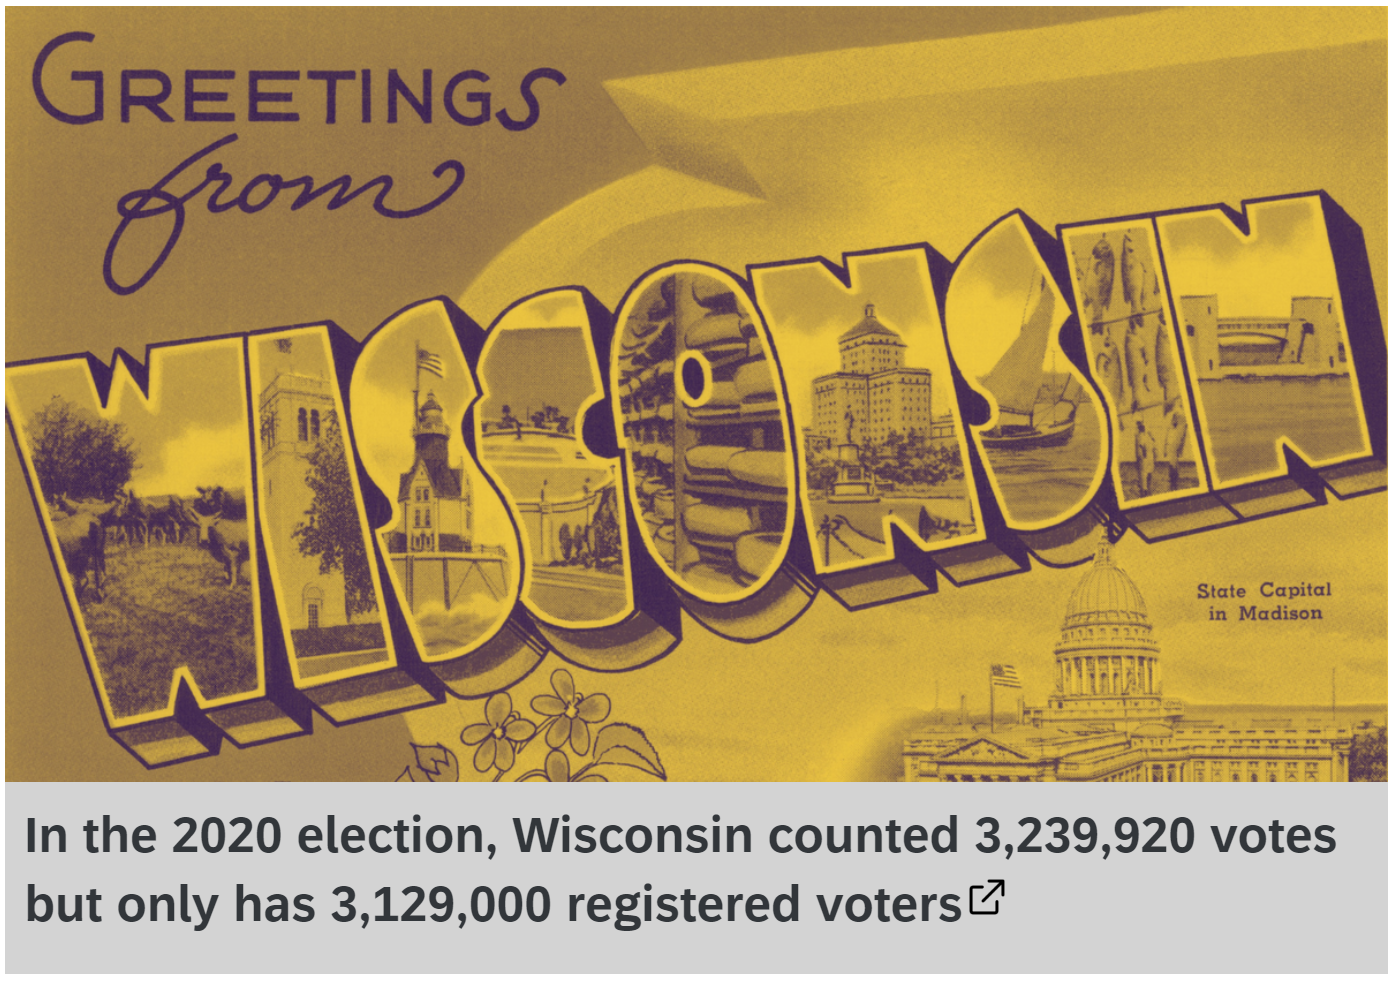 GREETINGS
from
WISCONSIN
State Capital
in Madison
In the 2020 election, Wisconsin counted 3,239,920 votes
but only has 3,129,000 registered voters